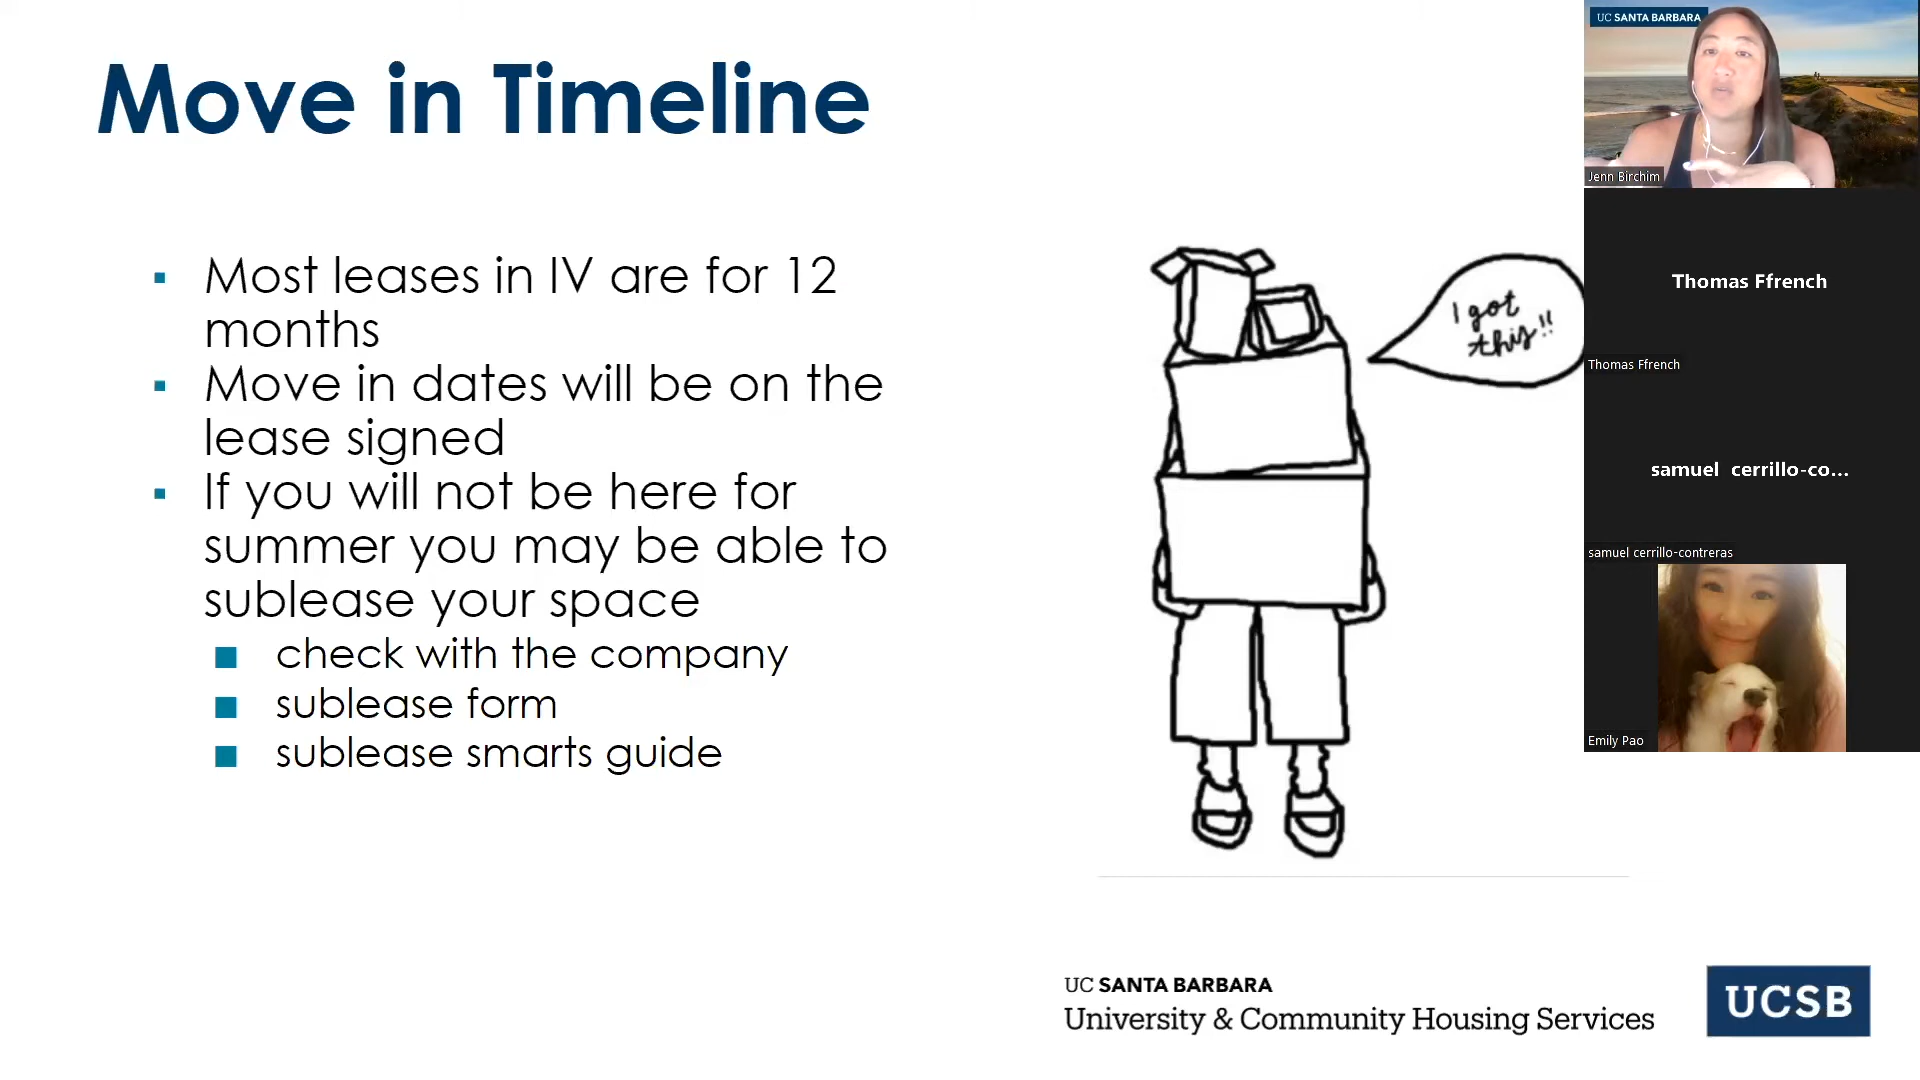 Move in Timeline
▪ Most leases in IV are for 12
months
▪ Move in dates will be on the
lease signed
▪ If you will not be here for
summer you may be able to
sublease your space
■ check with the company
■ sublease form
■ sublease smarts guide
I got
this!!
UC SANTA BARBARA
University & Community Housing Services
UCSB
UC SANTA BARBARA
Jenn Birchim
Thomas Ffrench
Thomas Ffrench
samuel cerrillo-co...
samuel cerrillo-contreras
Emily Pao